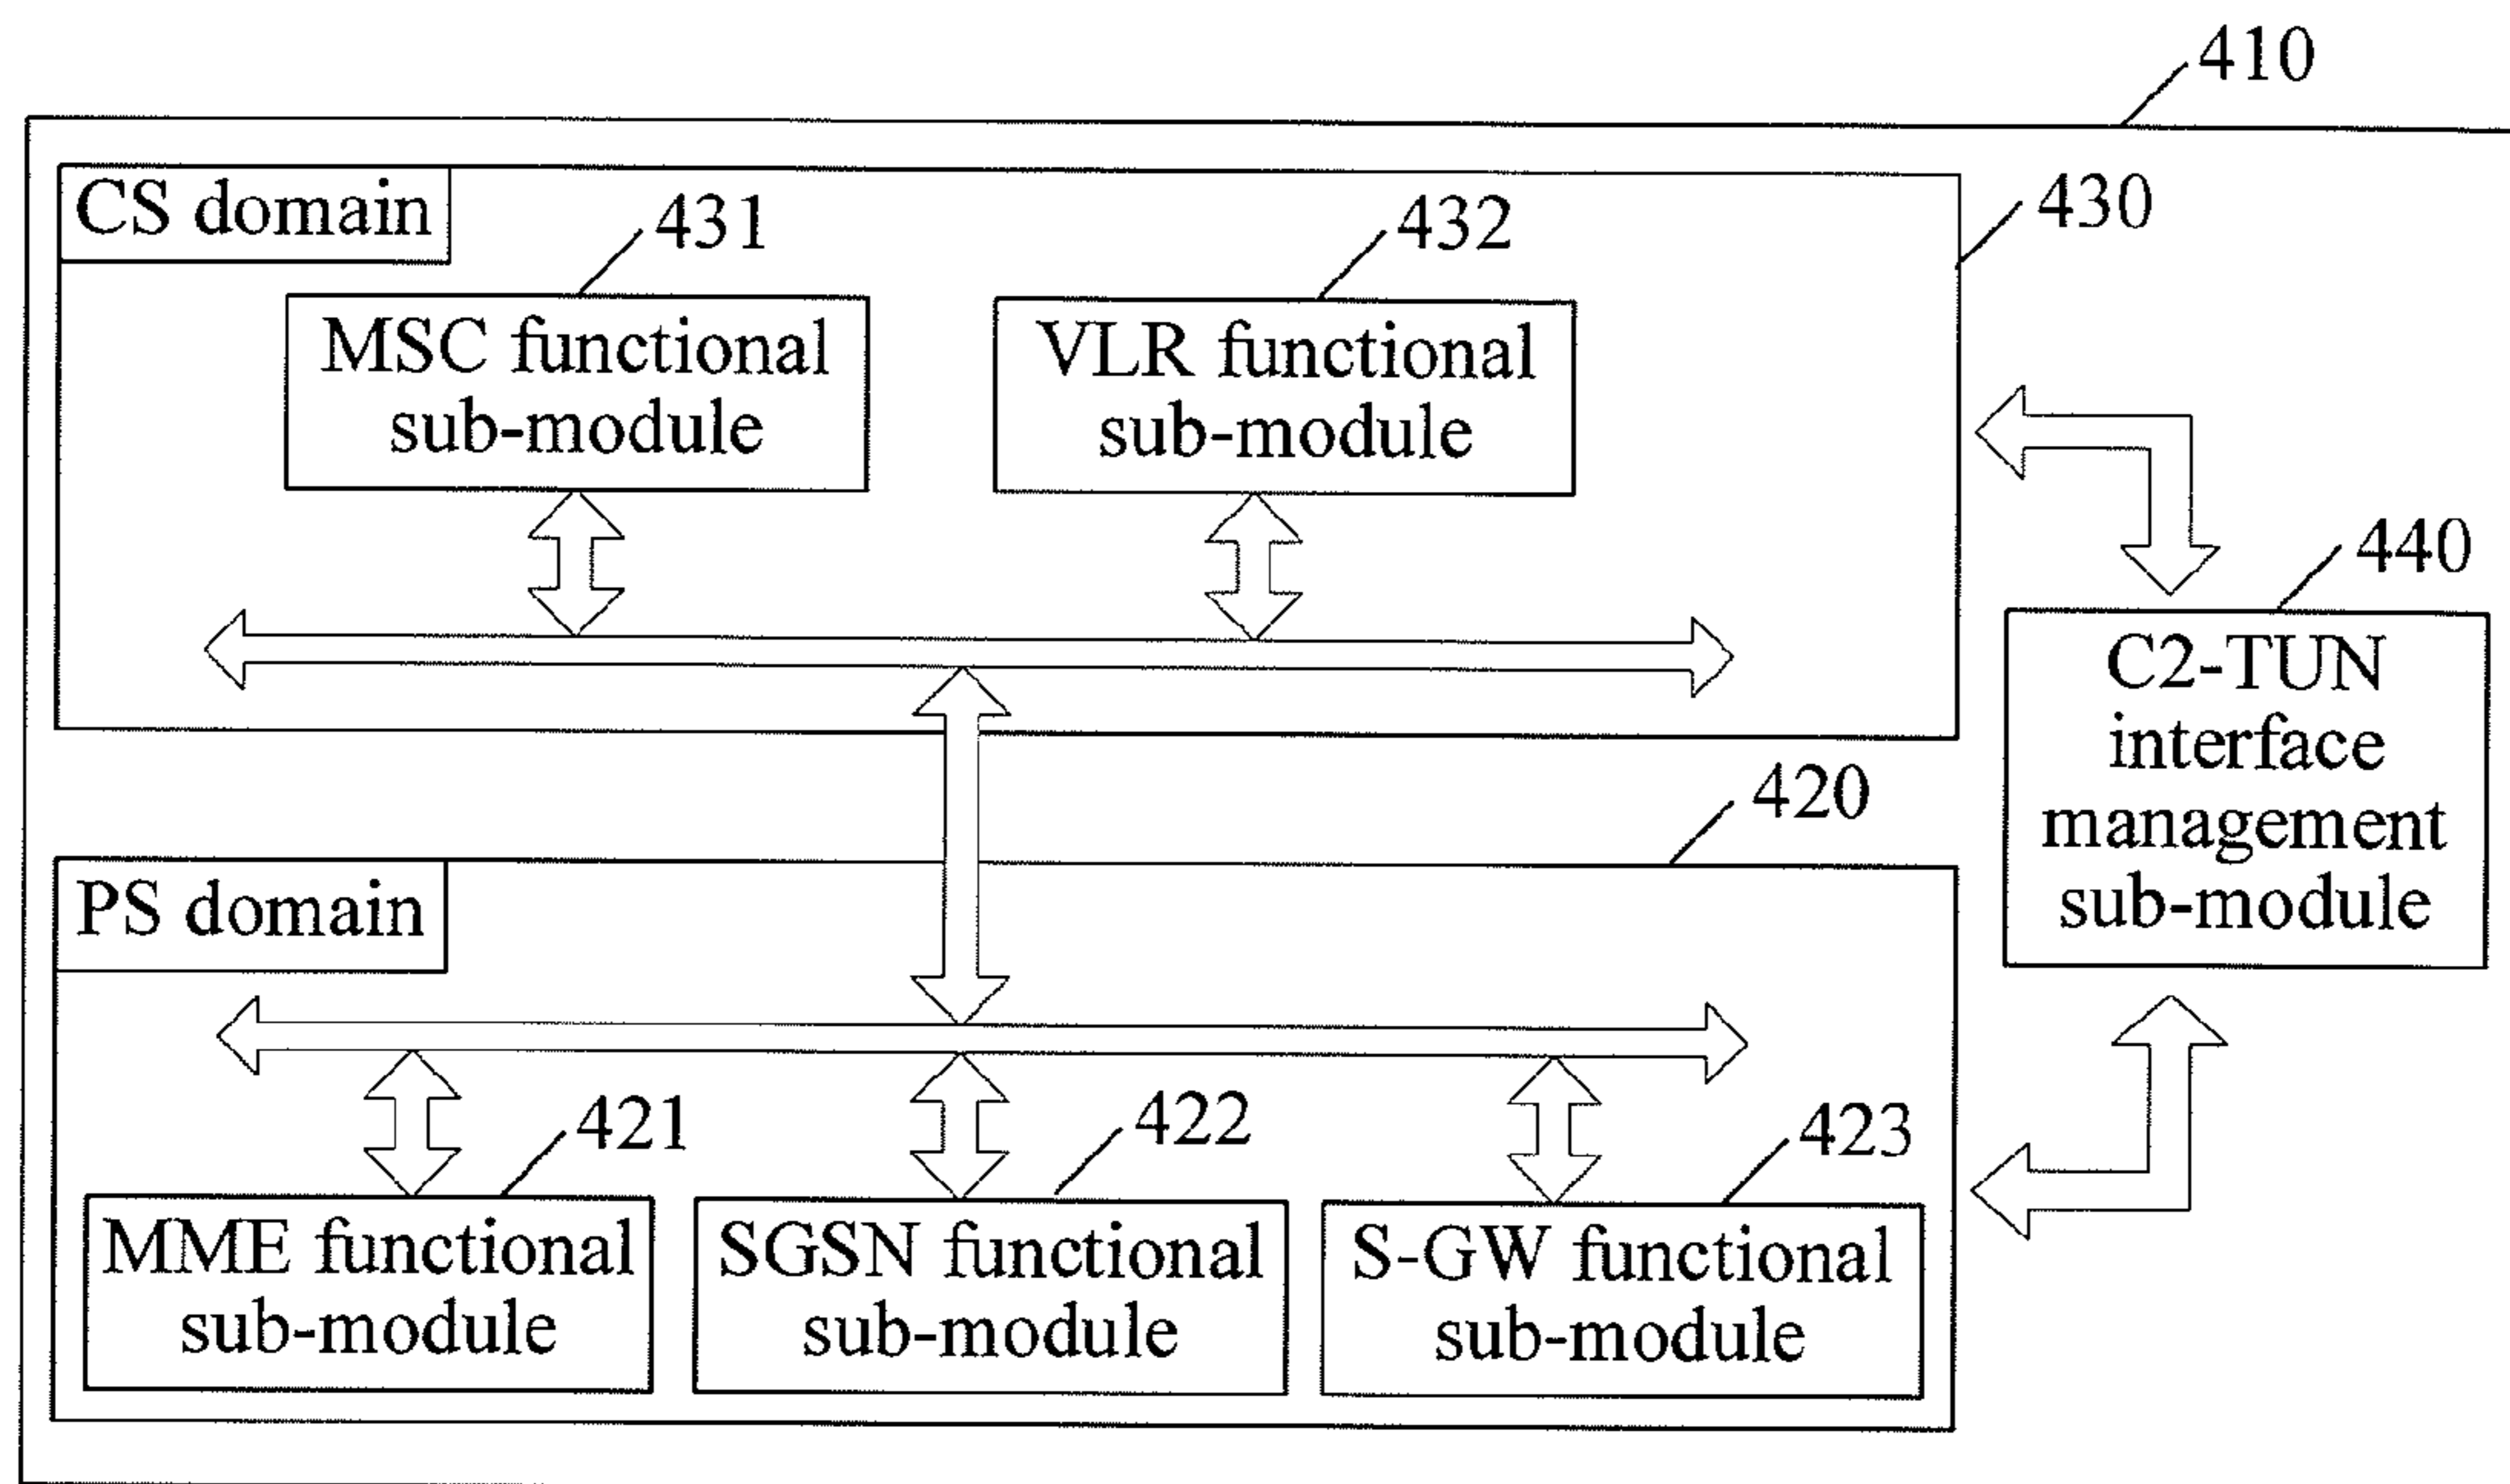 410
CS domain
431
432
430
MSC functional
sub-module
VLR functional
sub-module
440
C2-TUN
interface
management
sub-module
420
PS domain
421
422
423
MME functional
sub-module
SGSN functional
sub-module
S-GW functional
sub-module